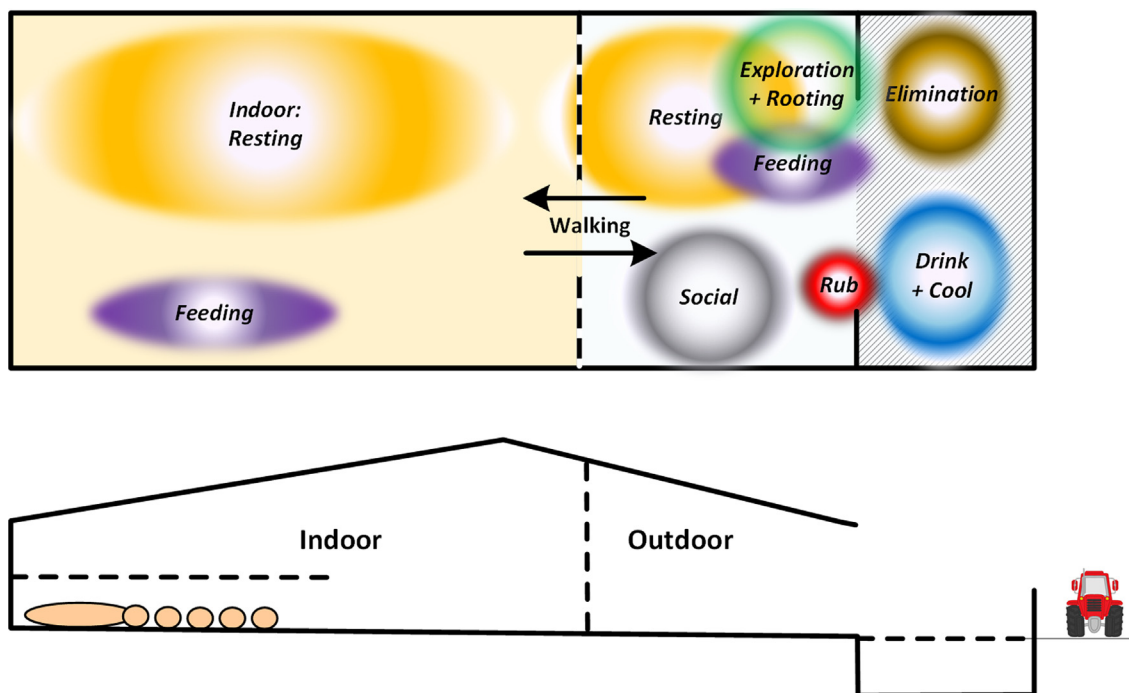 Indoor:
Resting
Resting
Exploration
+ Rooting
Elimination
Feeding
Walking
Feeding
Social
Rub
Drink
+ Cool
Indoor
Outdoor